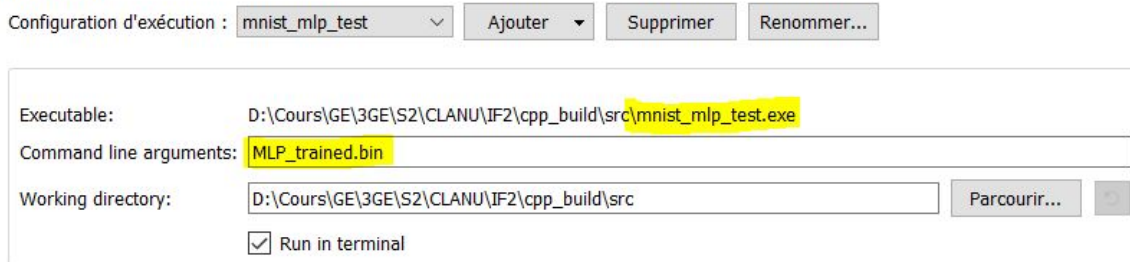 Configuration d'exécution : mnist_mlp_test Ajouter Supprimer Renommer...
Executable: D:\Cours\GE\3GE\S2\CLANU\IF2\cpp_build\src\mnist_mlp_test.exe
Command line arguments: MLP_trained.bin
Working directory: D:\Cours\GE\3GE\S2\CLANU\IF2\cpp_build\src Parcourir...
Run in terminal